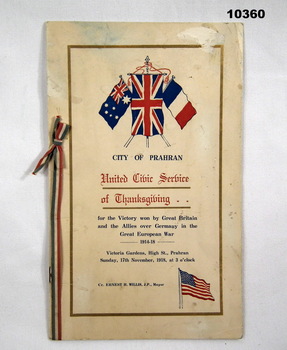 10360
CITY OF PRAHRAN
United Civic Service
of Thanksgiving . .
for the Victory won by Great Britain
and the Allies over Germany in the
Great European War
1914-18
Victoria Gardens, High St., Prahran
Sunday, 17th November, 1918, at 3 o'clock
Cr. ERNEST H. WILLIS, J.P., Mayor